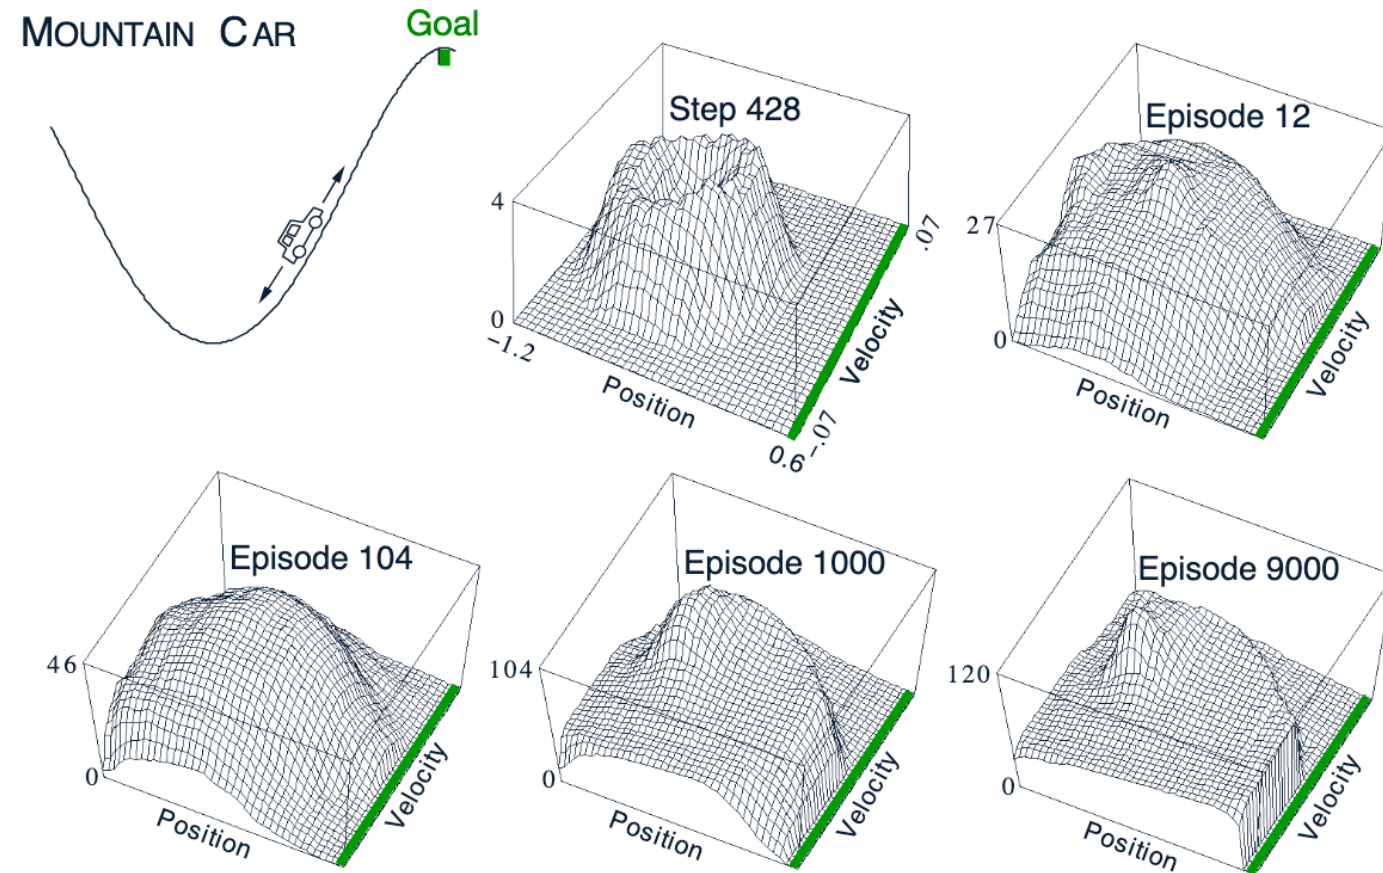 MOUNTAIN CAR
Goal
Step 428
4
0
−1.2
Position
0.6
−.07
Velocity
.07
Episode 12
27
0
Position
Velocity
Episode 104
46
0
Position
Velocity
Episode 1000
104
0
Position
Velocity
Episode 9000
120
0
Position
Velocity